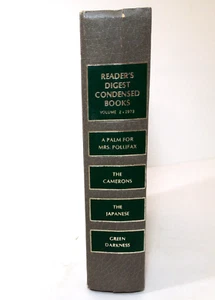 READER'S
DIGEST
CONDENSED
BOOKS
VOLUME 2 • 1973
A PALM FOR
MRS. POLLIFAX
THE
CAMERONS
THE
JAPANESE
GREEN
DARKNESS